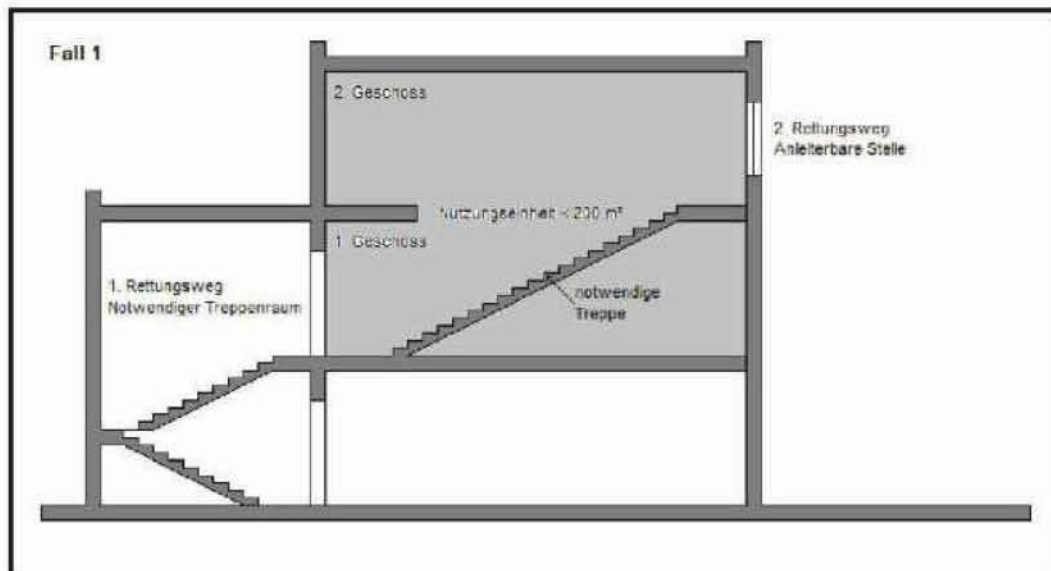 Fall 1
2. Geschoss
2. Rettungsweg
Anleiterbare Stelle
Nutzungseinheit < 200 m²
1. Geschoss
1. Rettungsweg
Notwendiger Treppenraum
notwendige
Treppe